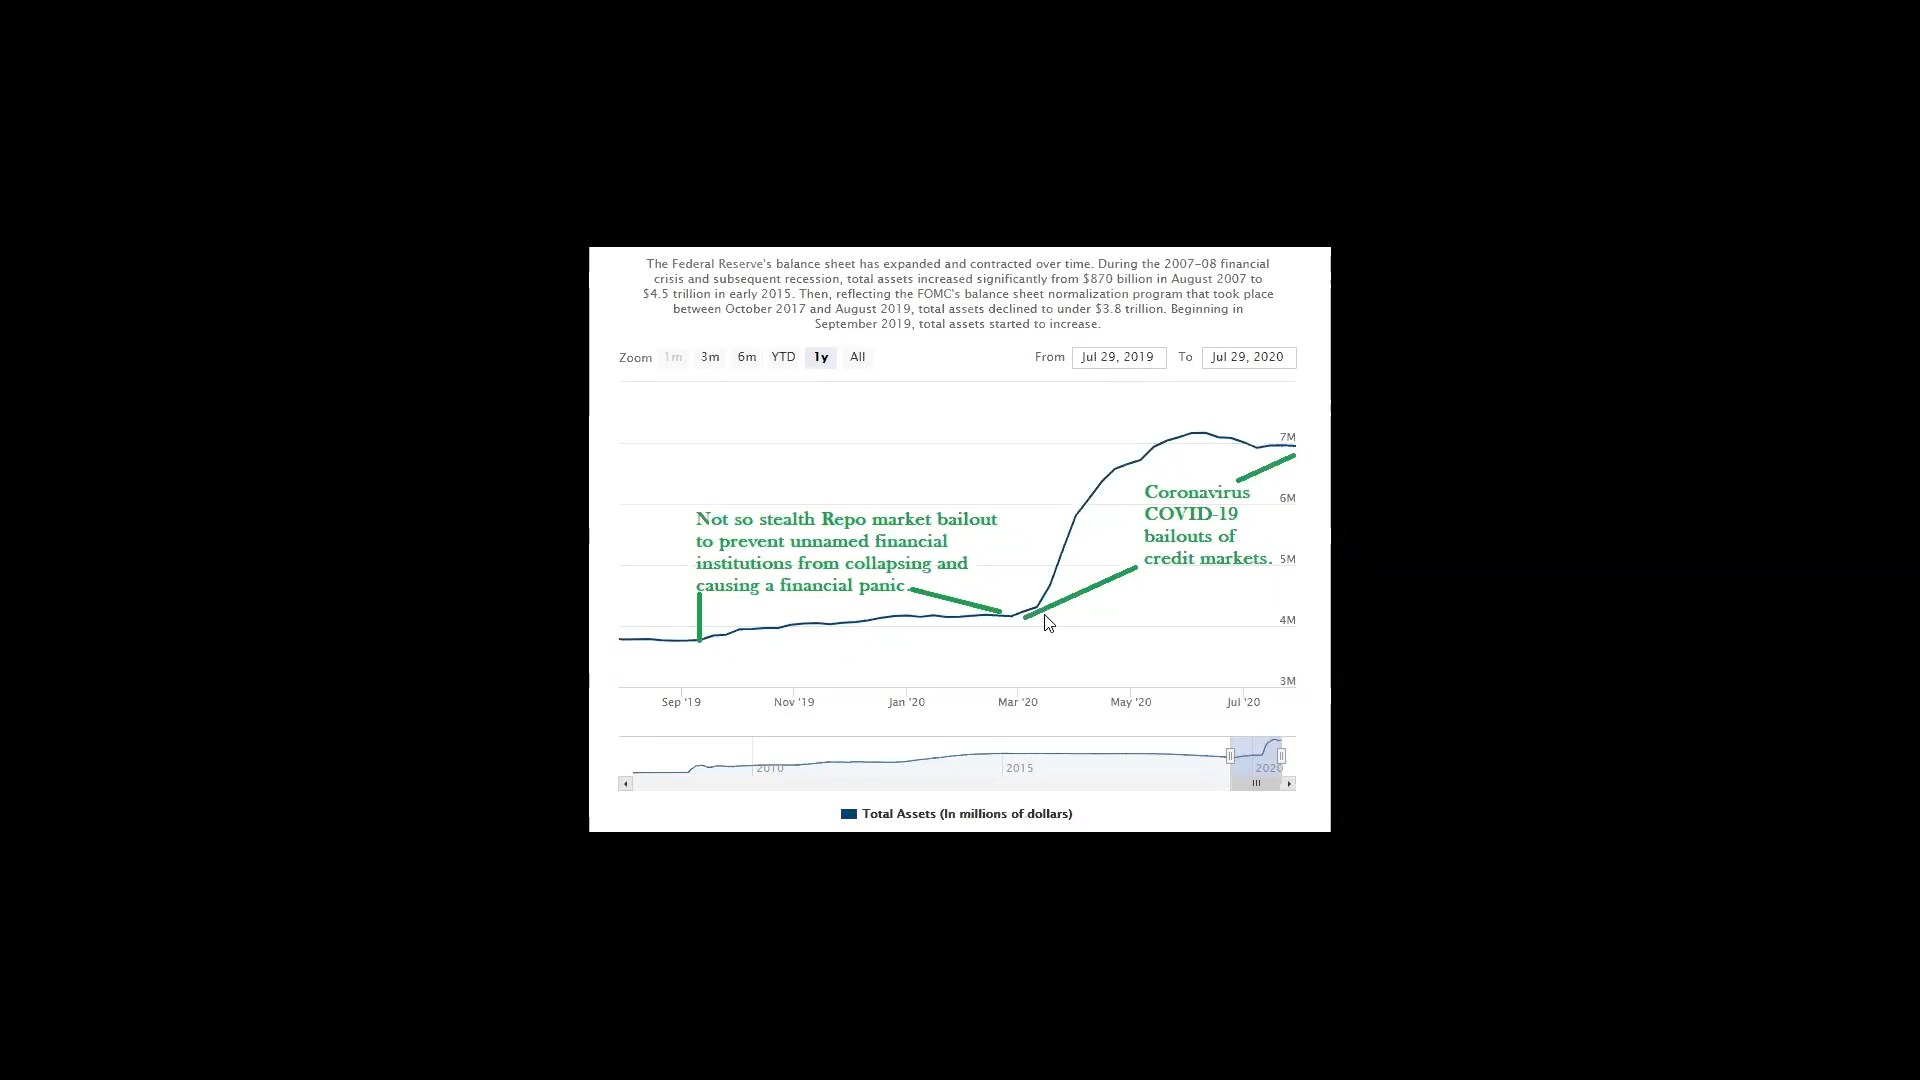 The Federal Reserve's balance sheet has expanded and contracted over time. During the 2007-08 financial
crisis and subsequent recession, total assets increased significantly from $870 billion in August 2007 to
$4.5 trillion in early 2015. Then, reflecting the FOMC's balance sheet normalization program that took place
between October 2017 and August 2019, total assets declined to under $3.8 trillion. Beginning in
September 2019, total assets started to increase.
Zoom 1m 3m 6m YTD 1y All From Jul 29, 2019 To Jul 29, 2020
7M
Coronavirus
6M
COVID-19
bailouts of
credit markets.
5M
Not so stealth Repo market bailout
to prevent unnamed financial
institutions from collapsing and
causing a financial panic.
4M
3M
Sep '19 Nov '19 Jan '20 Mar '20 May '20 Jul '20
2010 2015 2020
Total Assets (In millions of dollars)